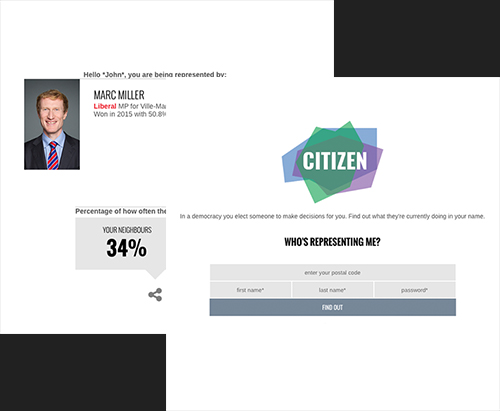 Hello *John*, you are being represented by:
MARC MILLER
Liberal MP for Ville-Ma
Won in 2015 with 50.8%
Percentage of how often the
YOUR NEIGHBOURS
34%
CITIZEN
In a democracy you elect someone to make decisions for you. Find out what they're currently doing in your name.
WHO'S REPRESENTING ME?
enter your postal code
first name* last name* password*
FIND OUT